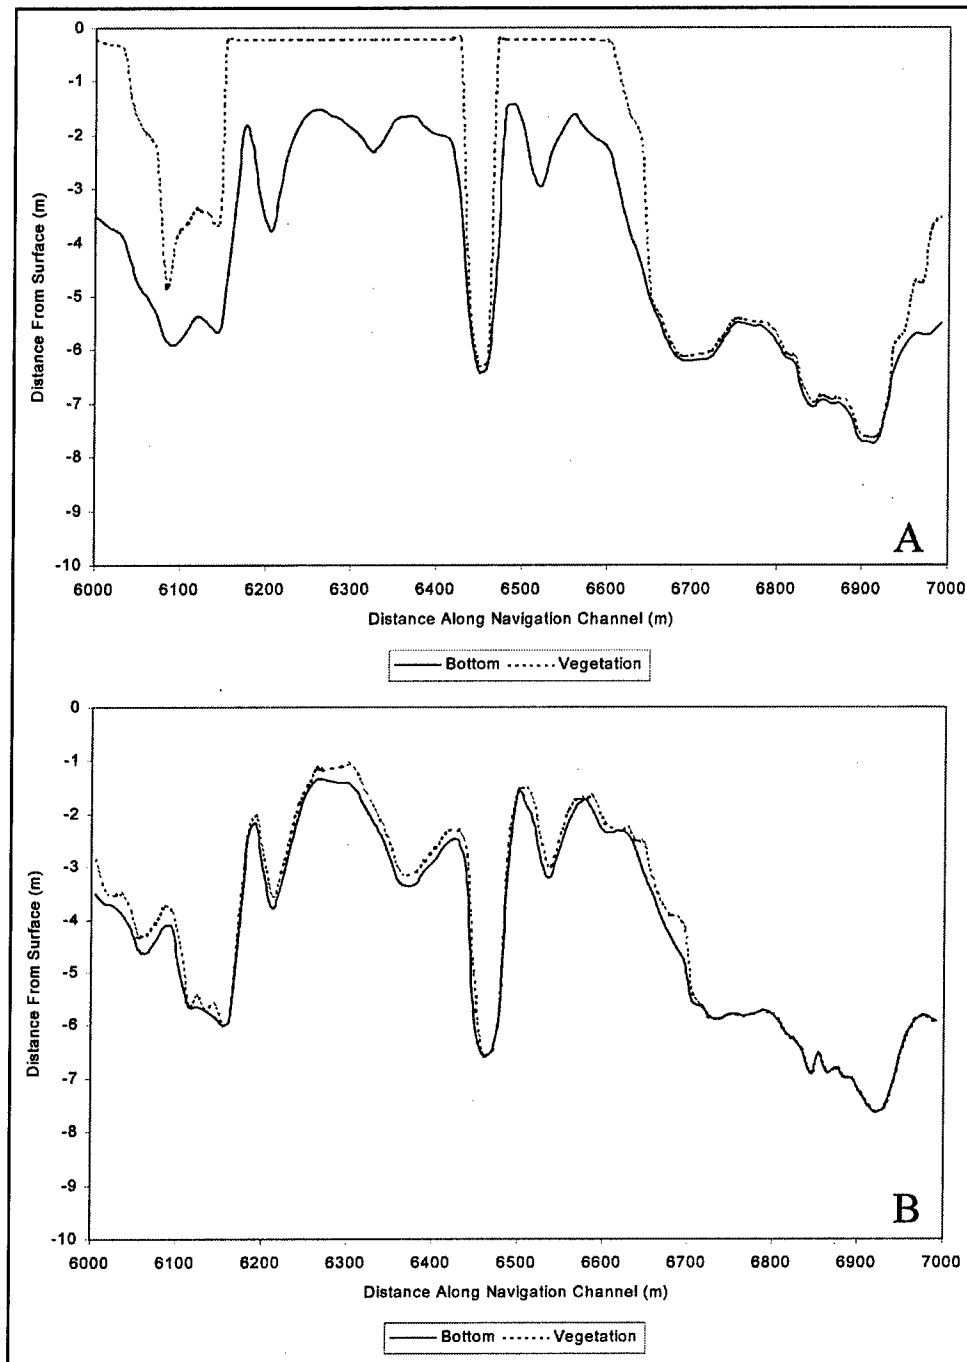 0
-1
-2
-3
-4
-5
-6
-7
-8
-9
-10
Distance From Surface (m)
A
6000 6100 6200 6300 6400 6500 6600 6700 6800 6900 7000
Distance Along Navigation Channel (m)
Bottom Vegetation
0
-1
-2
-3
-4
-5
-6
-7
-8
-9
-10
Distance From Surface (m)
B
6000 6100 6200 6300 6400 6500 6600 6700 6800 6900 7000
Distance Along Navigation Channel (m)
Bottom Vegetation